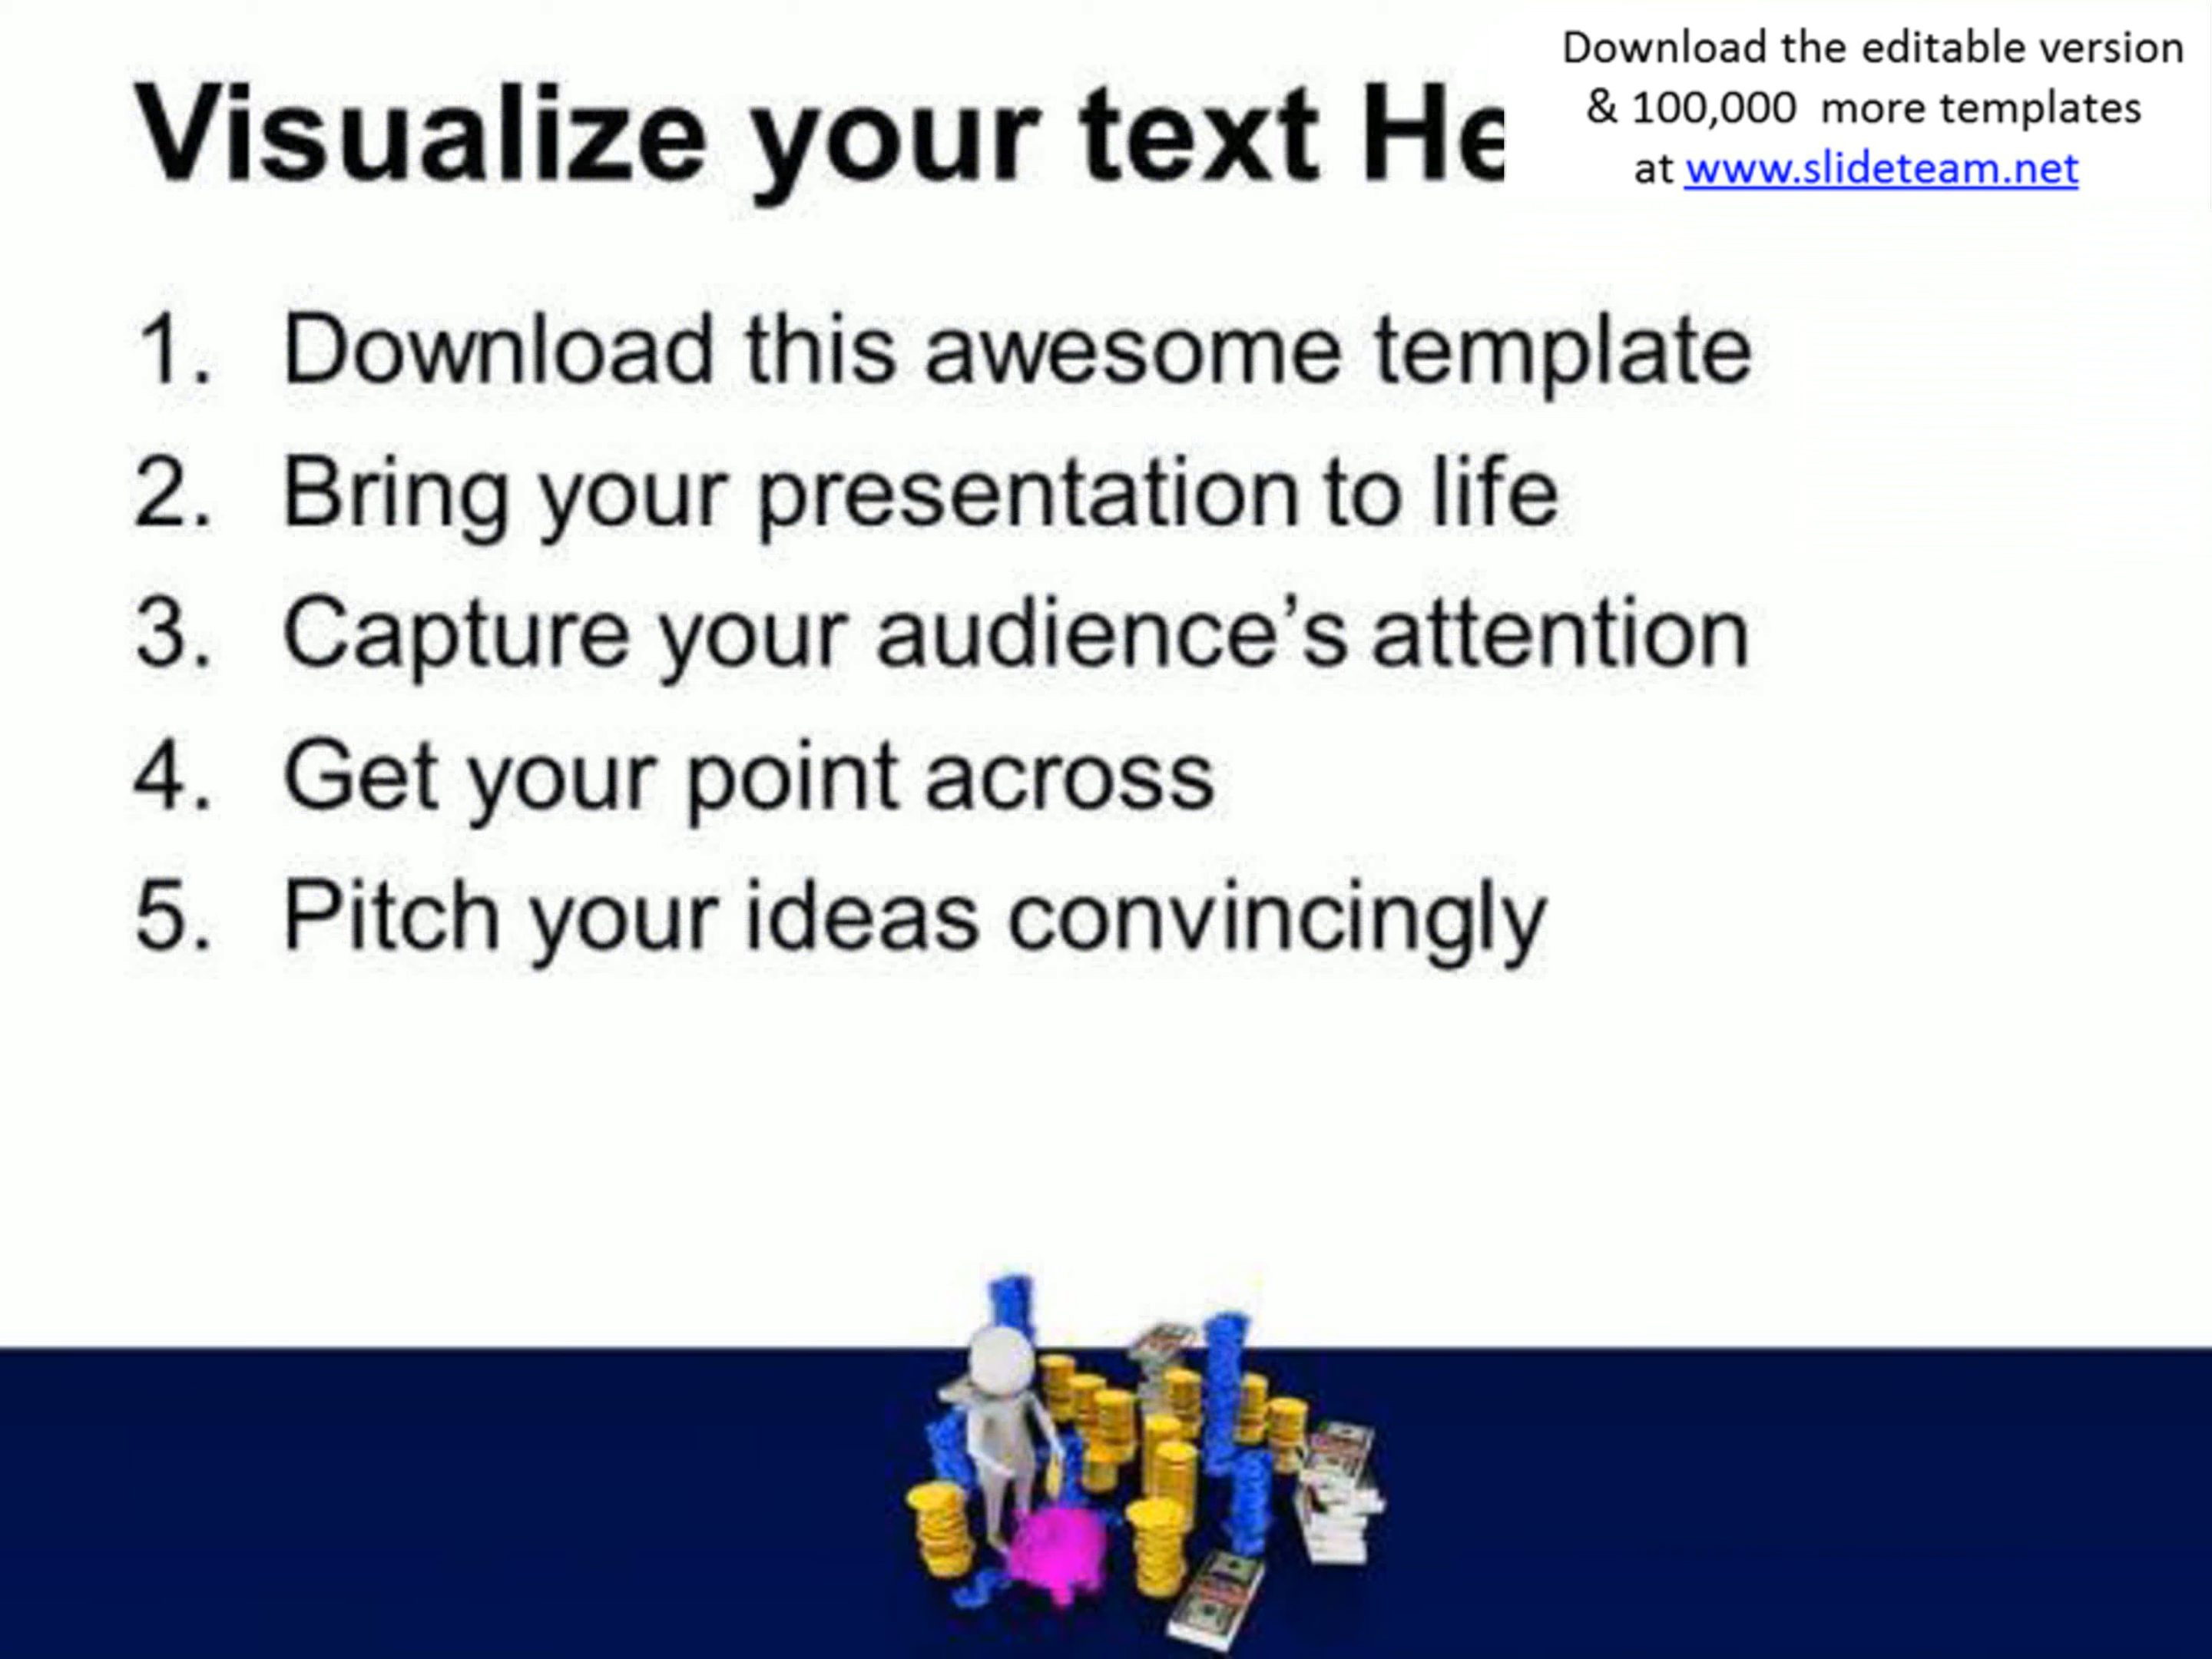 Visualize your text He
Download the editable version
& 100,000 more templates
at www.slideteam.net
1. Download this awesome template
2. Bring your presentation to life
3. Capture your audience’s attention
4. Get your point across
5. Pitch your ideas convincingly